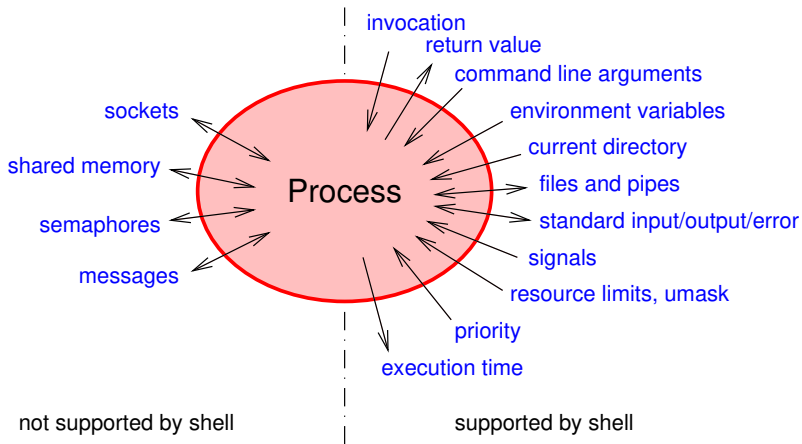 invocation
return value
command line arguments
environment variables
current directory
files and pipes
standard input/output/error
signals
resource limits, umask
priority
execution time
sockets
shared memory
semaphores
messages
Process
not supported by shell
supported by shell